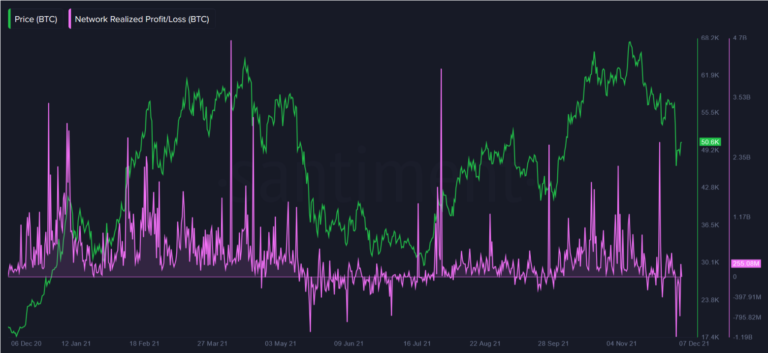 Price (BTC) Network Realized Profit/Loss (BTC)
68.2K 4.7B
61.9K
55.5K 3.53B
50.6K
49.2K 2.35B
42.8K
36.5K 1.17B
30.1K 255.08M
0
23.8K -397.91M
-795.82M
17.4K -1.19B
santiment
06 Dec 20 12 Jan 21 18 Feb 21 27 Mar 21 03 May 21 09 Jun 21 16 Jul 21 22 Aug 21 28 Sep 21 04 Nov 21 07 Dec 21